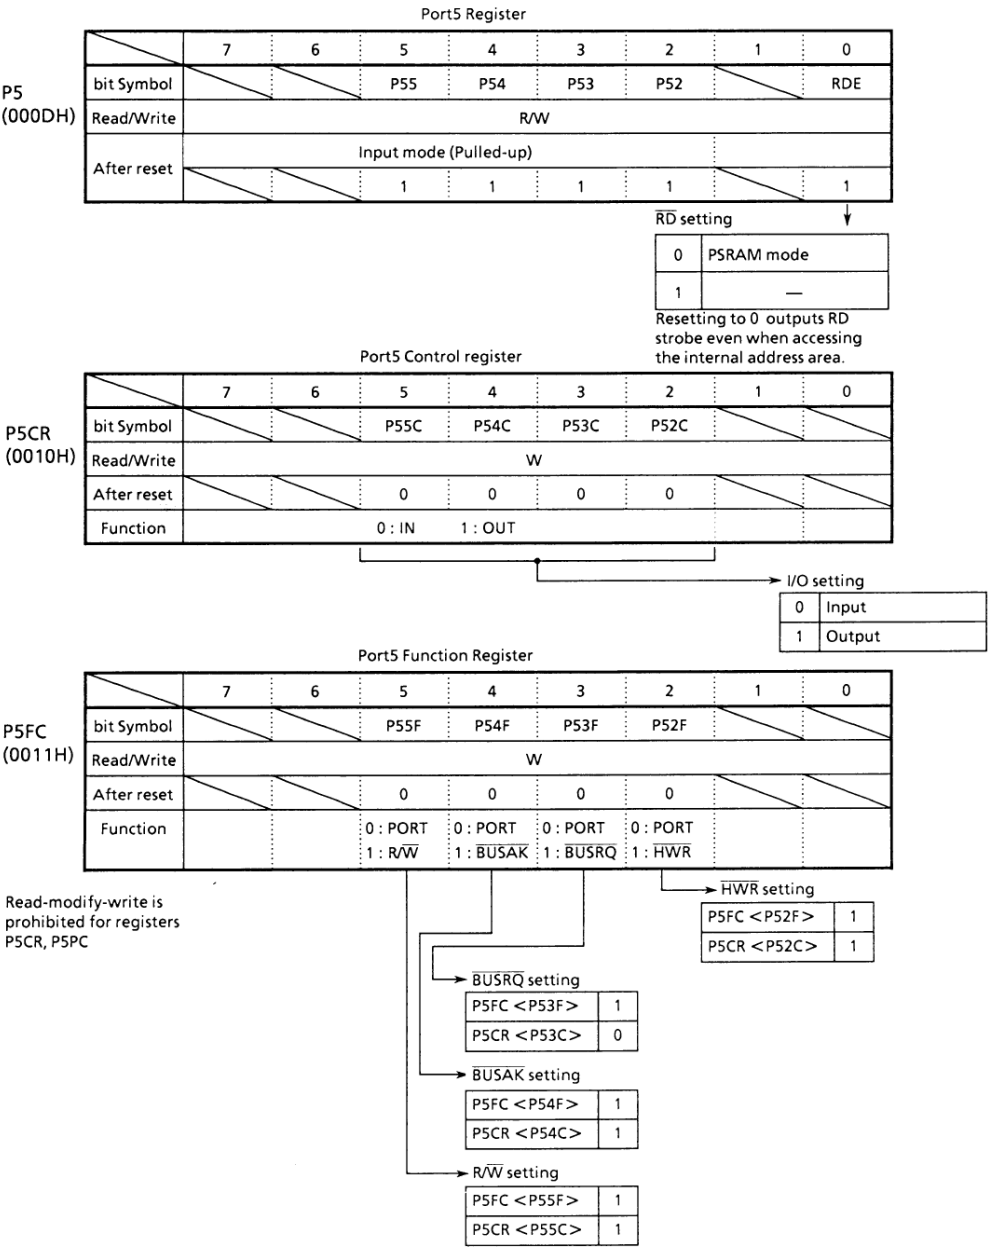 Port5 Register
7 6 5 4 3 2 1 0
bit Symbol P55 P54 P53 P52 RDE
P5
(000DH)
Read/Write R/W
After reset Input mode (Pulled-up)
1 1 1 1 1
R̅D̅ setting
0 PSRAM mode
1 —
Resetting to 0 outputs RD
strobe even when accessing
the internal address area.
Port5 Control register
7 6 5 4 3 2 1 0
bit Symbol P55C P54C P53C P52C
P5CR
(0010H)
Read/Write W
After reset 0 0 0 0
Function 0 : IN 1 : OUT
I/O setting
0 Input
1 Output
Port5 Function Register
7 6 5 4 3 2 1 0
bit Symbol P55F P54F P53F P52F
P5FC
(0011H)
Read/Write W
After reset 0 0 0 0
Function 0 : PORT 0 : PORT 0 : PORT 0 : PORT
1 : R/W̅ 1 : B̅U̅S̅A̅K̅ 1 : B̅U̅S̅R̅Q̅ 1 : H̅W̅R̅
Read-modify-write is
prohibited for registers
P5CR, P5PC
H̅W̅R̅ setting
P5FC <P52F> 1
P5CR <P52C> 1
B̅U̅S̅R̅Q̅ setting
P5FC <P53F> 1
P5CR <P53C> 0
B̅U̅S̅A̅K̅ setting
P5FC <P54F> 1
P5CR <P54C> 1
R/W̅ setting
P5FC <P55F> 1
P5CR <P55C> 1